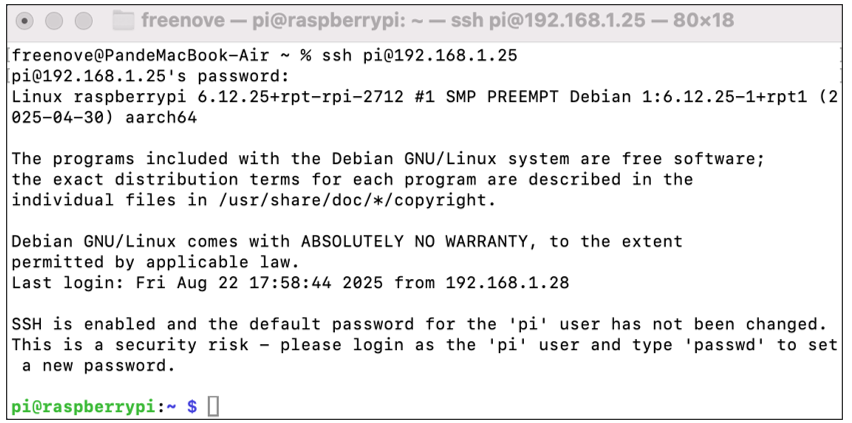 freenove — pi@raspberrypi: ~ — ssh pi@192.168.1.25 — 80×18
[freenove@PandeMacBook-Air ~ % ssh pi@192.168.1.25 ]
[pi@192.168.1.25's password: ]
Linux raspberrypi 6.12.25+rpt-rpi-2712 #1 SMP PREEMPT Debian 1:6.12.25-1+rpt1 (2
025-04-30) aarch64
The programs included with the Debian GNU/Linux system are free software;
the exact distribution terms for each program are described in the
individual files in /usr/share/doc/*/copyright.
Debian GNU/Linux comes with ABSOLUTELY NO WARRANTY, to the extent
permitted by applicable law.
Last login: Fri Aug 22 17:58:44 2025 from 192.168.1.28
SSH is enabled and the default password for the 'pi' user has not been changed.
This is a security risk - please login as the 'pi' user and type 'passwd' to set
 a new password.
pi@raspberrypi:~ $